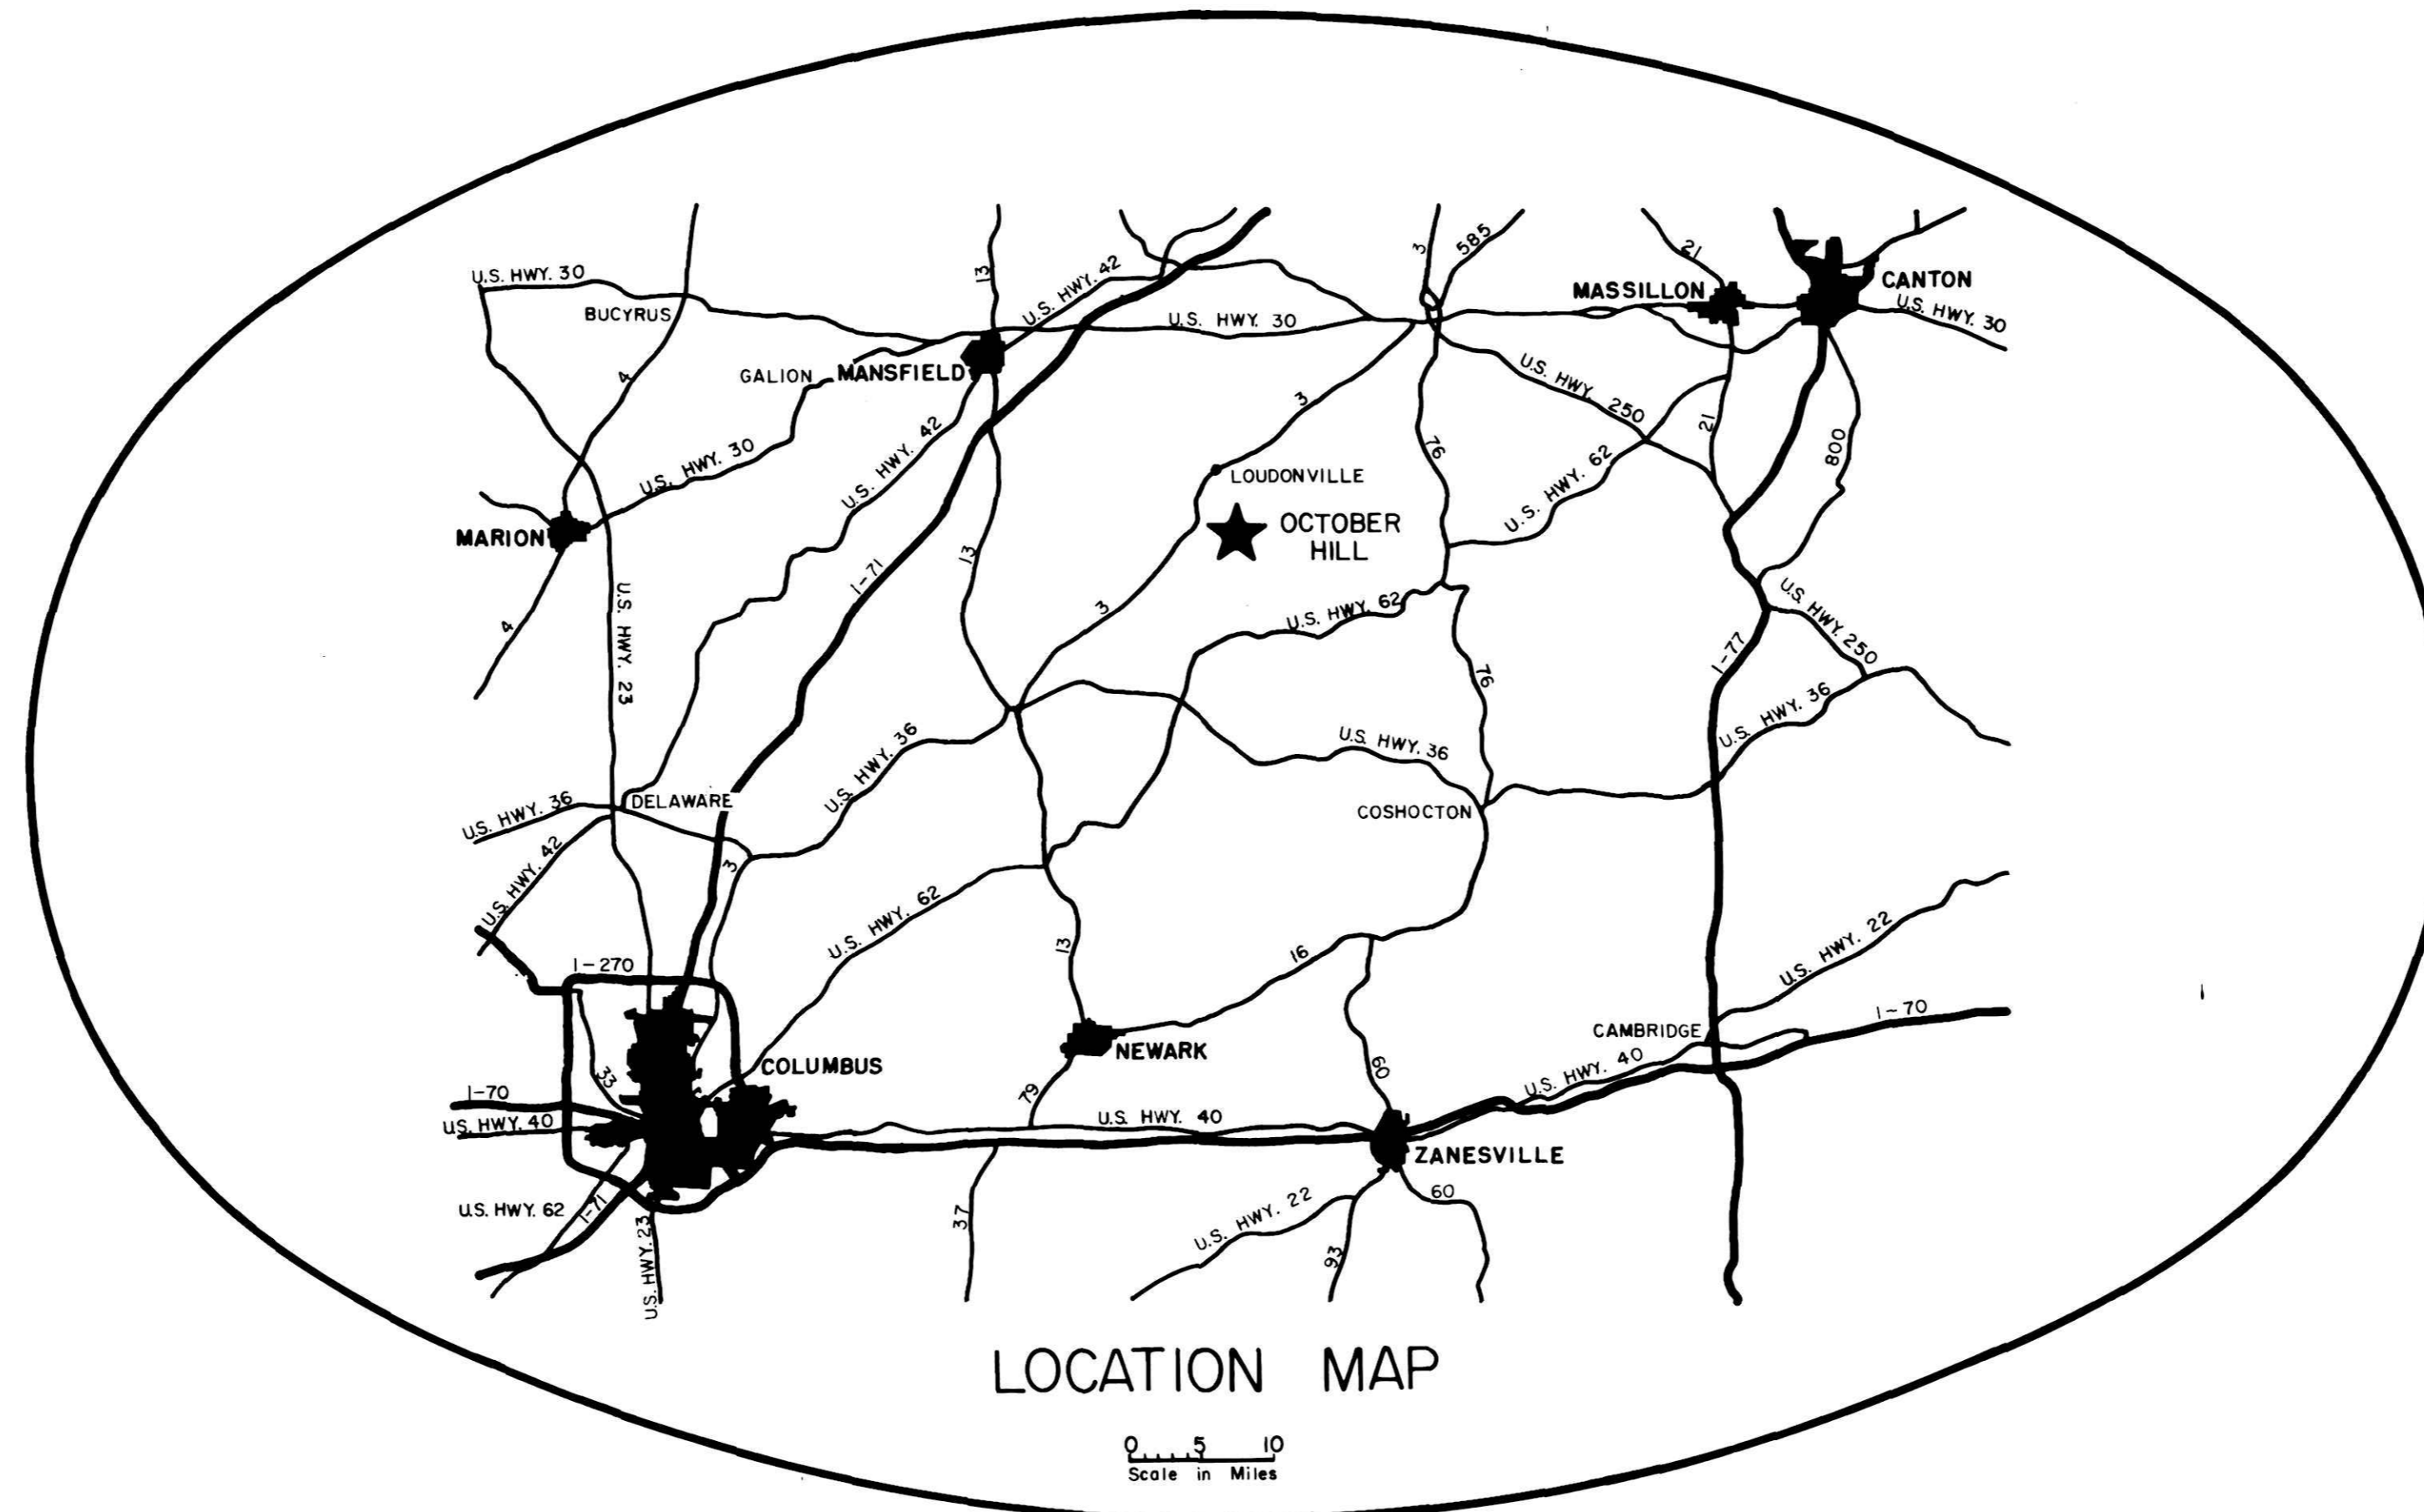 13
3
585
21
U.S. HWY. 30
BUCYRUS
U.S. HWY. 42
U.S. HWY. 30
MASSILLON
CANTON
U.S. HWY. 30
4
GALION
MANSFIELD
3
U.S. HWY. 250
21
800
U.S. HWY. 30
U.S. HWY. 42
76
U.S. HWY. 62
LOUDONVILLE
OCTOBER
HILL
MARION
13
I-71
4
U.S. HWY. 23
3
U.S. HWY. 62
U.S. HWY. 250
I-77
76
U.S. HWY. 36
U.S. HWY. 36
U.S. HWY. 36
U.S. HWY. 36
DELAWARE
COSHOCTON
U.S. HWY. 42
3
U.S. HWY. 62
13
16
U.S. HWY. 22
I-270
I-70
CAMBRIDGE
NEWARK
COLUMBUS
33
60
U.S. HWY. 40
I-70
79
U.S. HWY. 40
U.S. HWY. 40
ZANESVILLE
U.S. HWY. 62
I-71
U.S. HWY. 23
37
U.S. HWY. 22
93
60
LOCATION MAP
0 5 10
Scale in Miles